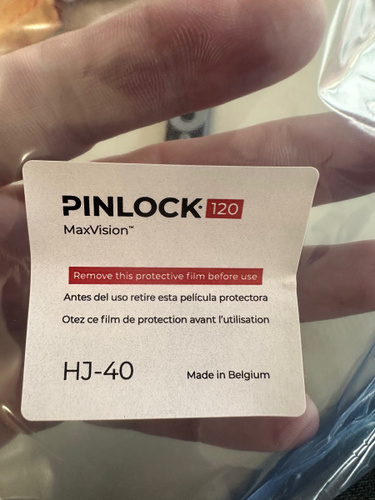 PINLOCK 120
MaxVision™
Remove this protective film before use
Antes del uso retire esta película protectora
Otez ce film de protection avant l'utilisation
HJ-40 Made in Belgium